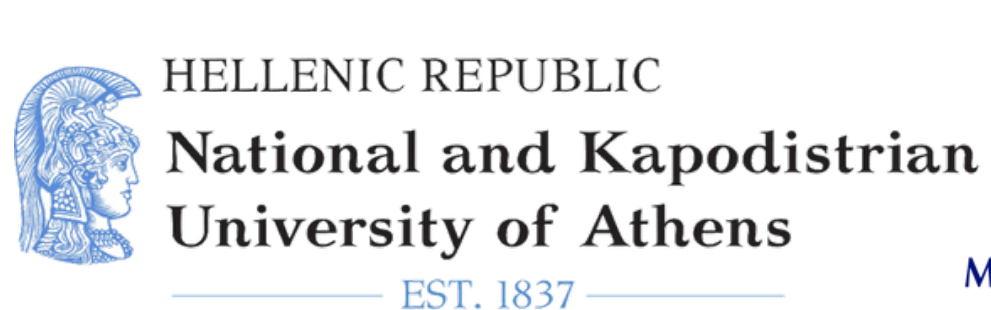 HELLENIC REPUBLIC
National and Kapodistrian
University of Athens
EST. 1837
M